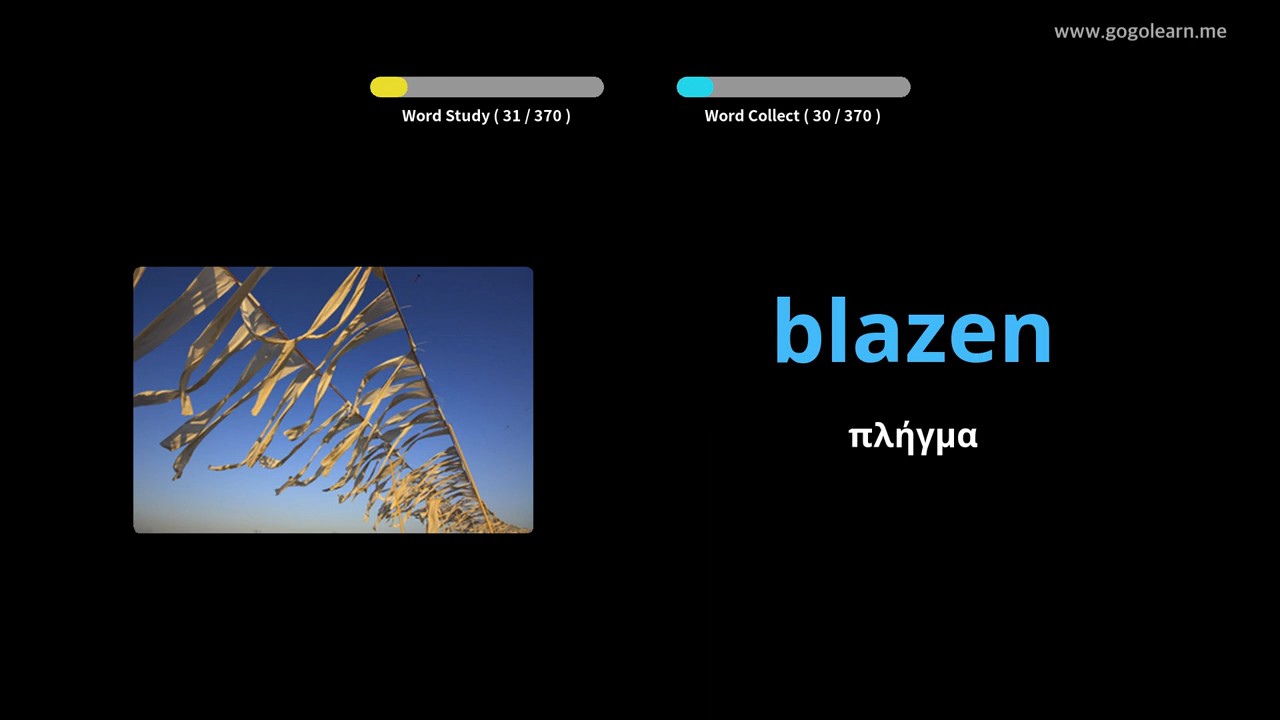 www.gogolearn.me
Word Study ( 31 / 370 )
Word Collect ( 30 / 370 )
blazen
πλήγμα